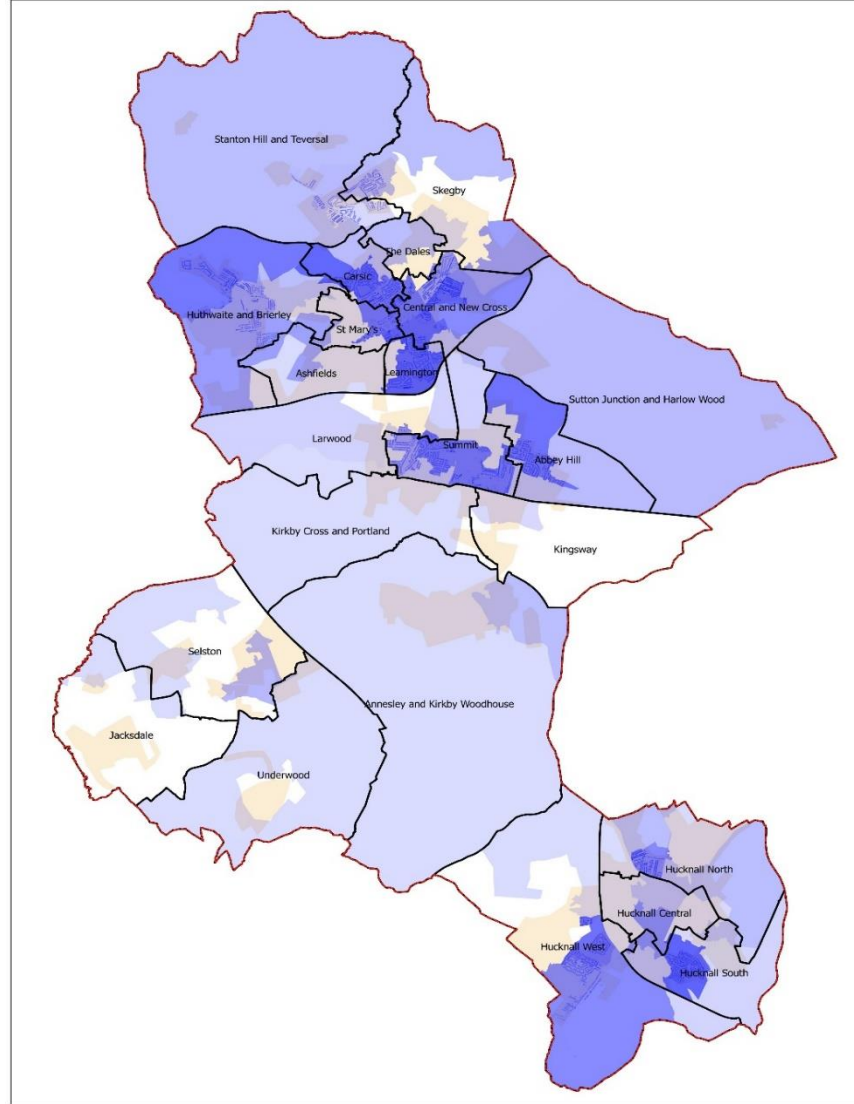 Stanton Hill and Teversal
Skegby
The Dales
Carsic
Central and New Cross
Huthwaite and Brierley
St Mary's
Ashfields
Leamington
Sutton Junction and Harlow Wood
Larwood
Summit
Abbey Hill
Kirkby Cross and Portland
Kingsway
Selston
Annesley and Kirkby Woodhouse
Jacksdale
Underwood
Hucknall North
Hucknall Central
Hucknall West
Hucknall South